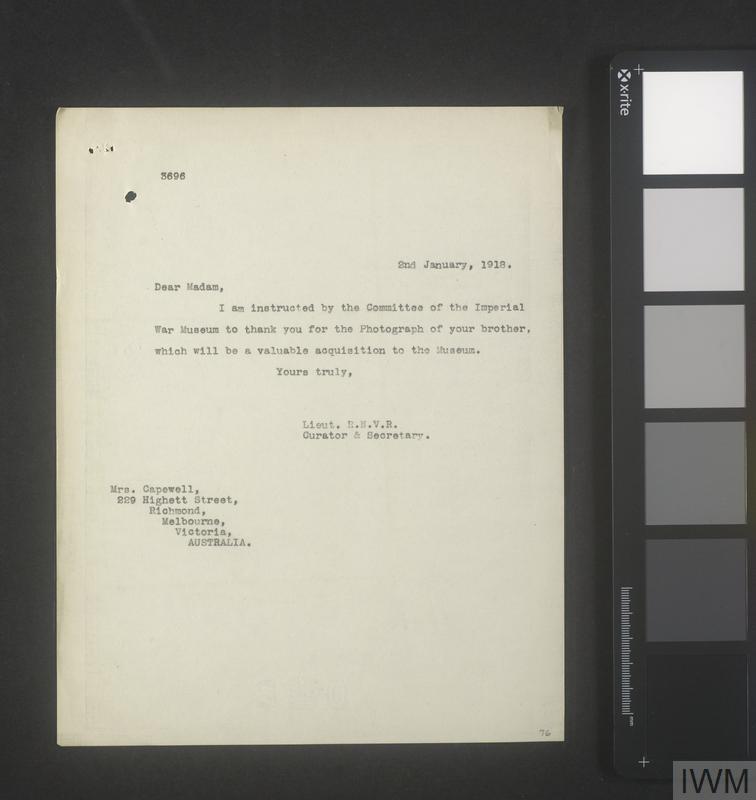 3696
2nd January, 1918.
Dear Madam,
I am instructed by the Committee of the Imperial
War Museum to thank you for the Photograph of your brother,
which will be a valuable acquisition to the Museum.
Yours truly,
Lieut. R.N.V.R.
Curator & Secretary.
Mrs. Capewell,
229 Highett Street,
Richmond,
Melbourne,
Victoria,
AUSTRALIA.
76
x-rite
mm
IWM